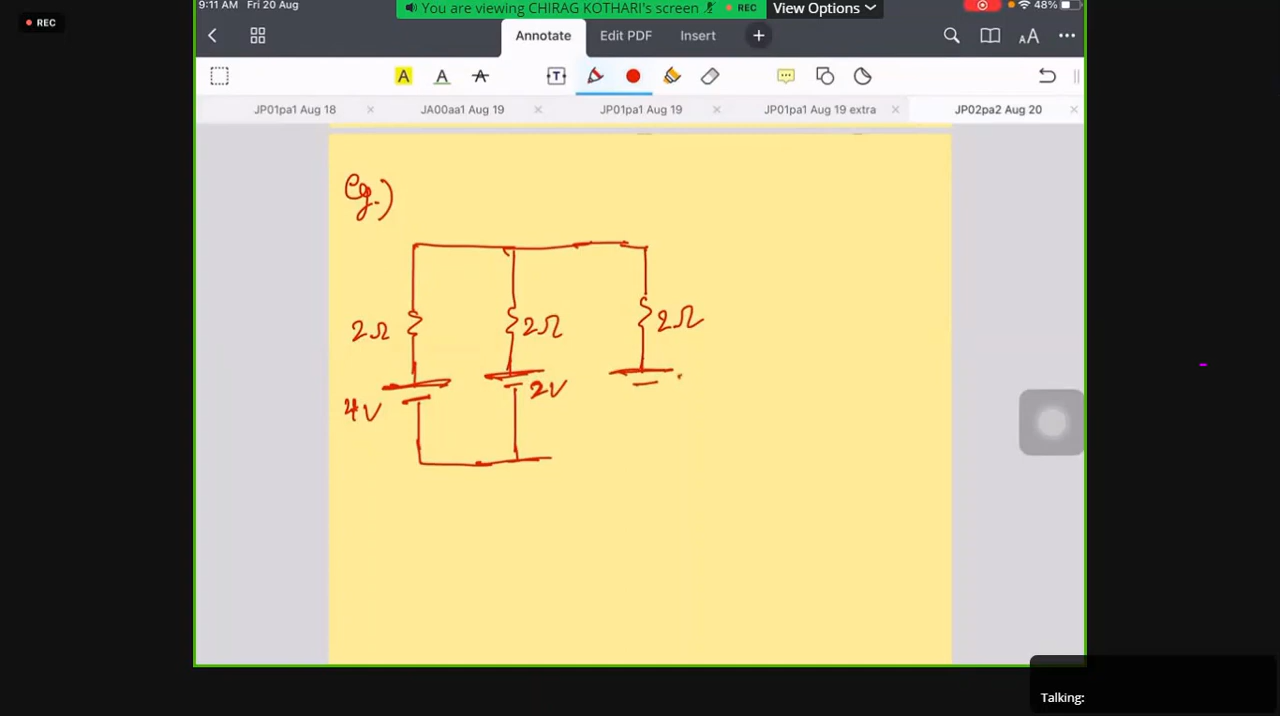 9:11 AM Fri 20 Aug
You are viewing CHIRAG KOTHARI's screen
REC
View Options
48%
REC
Annotate
Edit PDF
Insert
JP01pa1 Aug 18
JA00aa1 Aug 19
JP01pa1 Aug 19
JP01pa1 Aug 19 extra
JP02pa2 Aug 20
eg.)
2Ω
2Ω
2Ω
4V
2V
Talking: